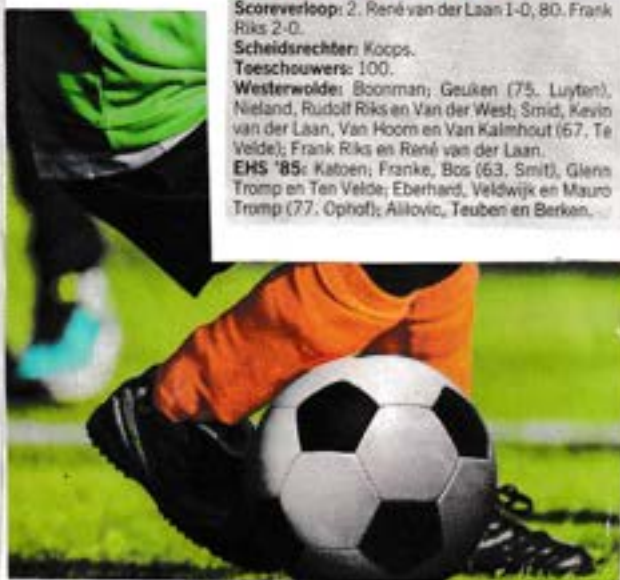 Scoreverloop: 2. René van der Laan 1-0, 80. Frank
Riks 2-0.
Scheidsrechter: Koops.
Toeschouwers: 100.
Westerwolde: Boonman; Geuken (75. Luyten),
Nieland, Rudolf Riks en Van der West; Smid, Kevin
van der Laan, Van Hoorn en Van Kalmhout (67. Te
Velde); Frank Riks en René van der Laan.
EHS '85: Katoen; Franke, Bos (63. Smit), Glenn
Tromp en Ten Velde; Eberhard, Veldwijk en Mauro
Tromp (77. Ophof); Alilovic, Teuben en Berken.